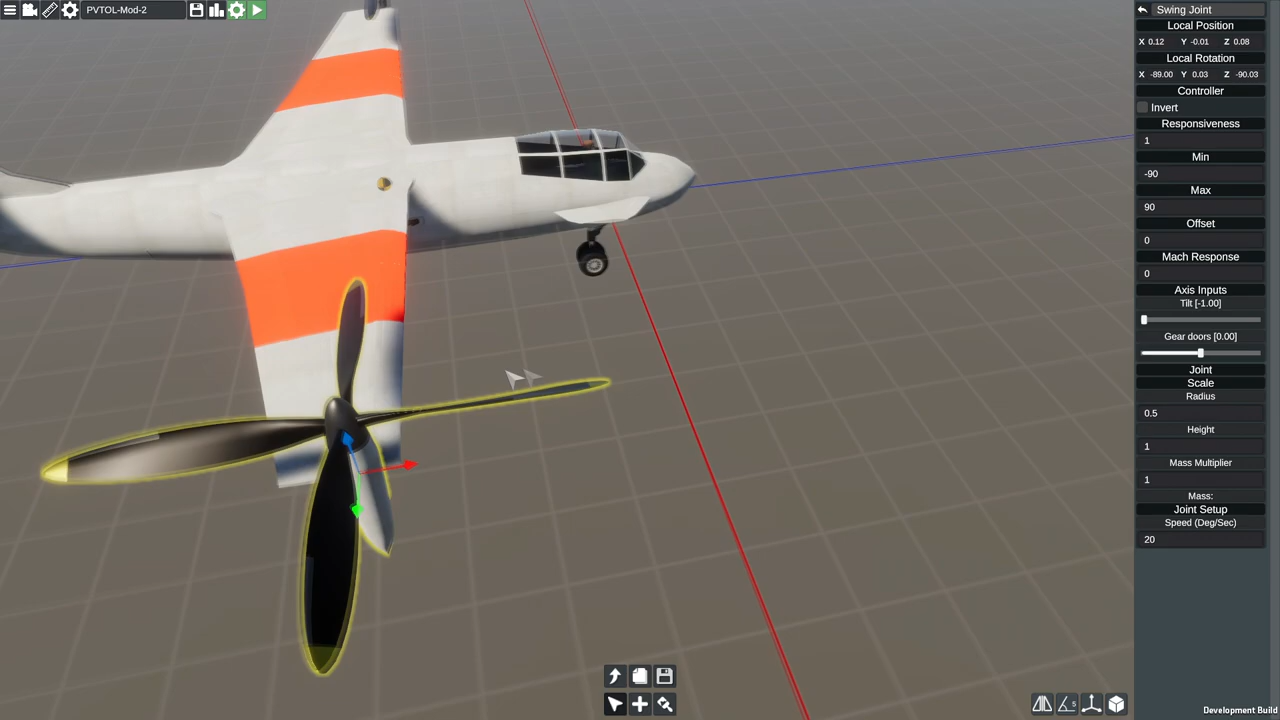 PVTOL-Mod-2
Swing Joint
Local Position
X 0.12 Y -0.01 Z 0.08
Local Rotation
X -89.00 Y 0.03 Z -90.03
Controller
Invert
Responsiveness
1
Min
-90
Max
90
Offset
0
Mach Response
0
Axis Inputs
Tilt [-1.00]
Gear doors [0.00]
Joint
Scale
Radius
0.5
Height
1
Mass Multiplier
1
Mass:
Joint Setup
Speed (Deg/Sec)
20
5
Development Build